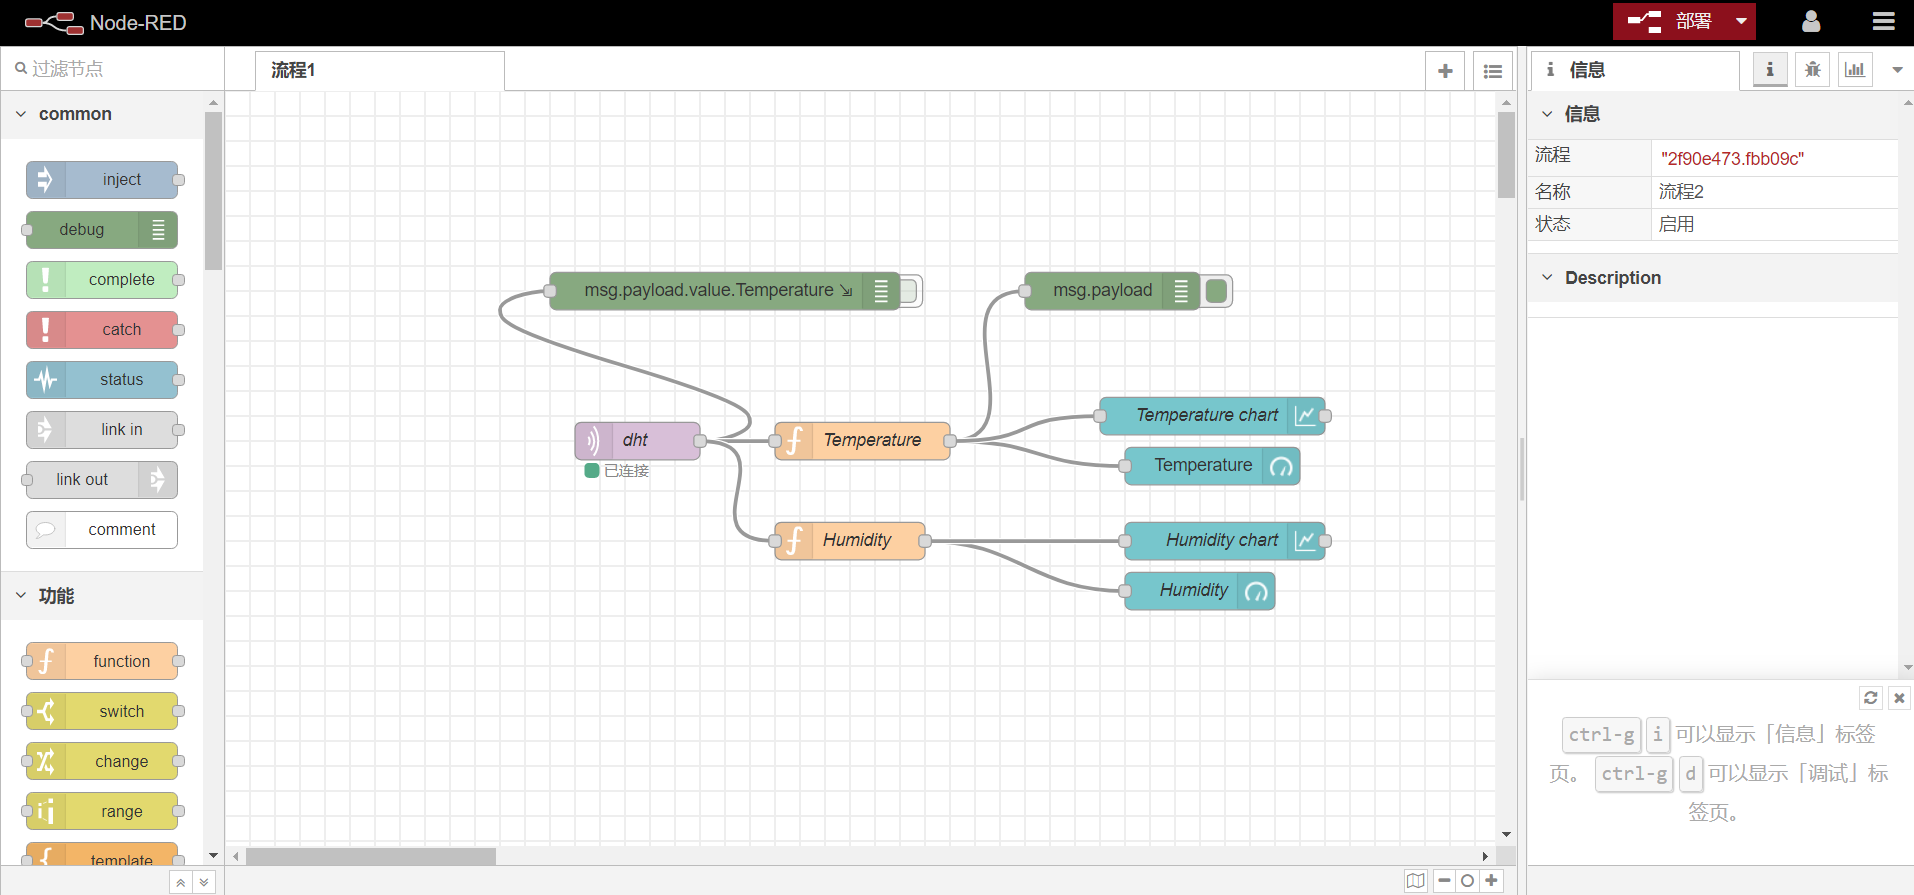 Node-RED
部署
过滤节点
流程1
信息
common
inject
debug
complete
catch
status
link in
link out
comment
功能
function
switch
change
range
template
msg.payload.value.Temperature
msg.payload
dht
已连接
Temperature
Temperature chart
Temperature
Humidity
Humidity chart
Humidity
信息
流程 "2f90e473.fbb09c"
名称 流程2
状态 启用
Description
ctrl-g i 可以显示「信息」标签
页。 ctrl-g d 可以显示「调试」标
签页。